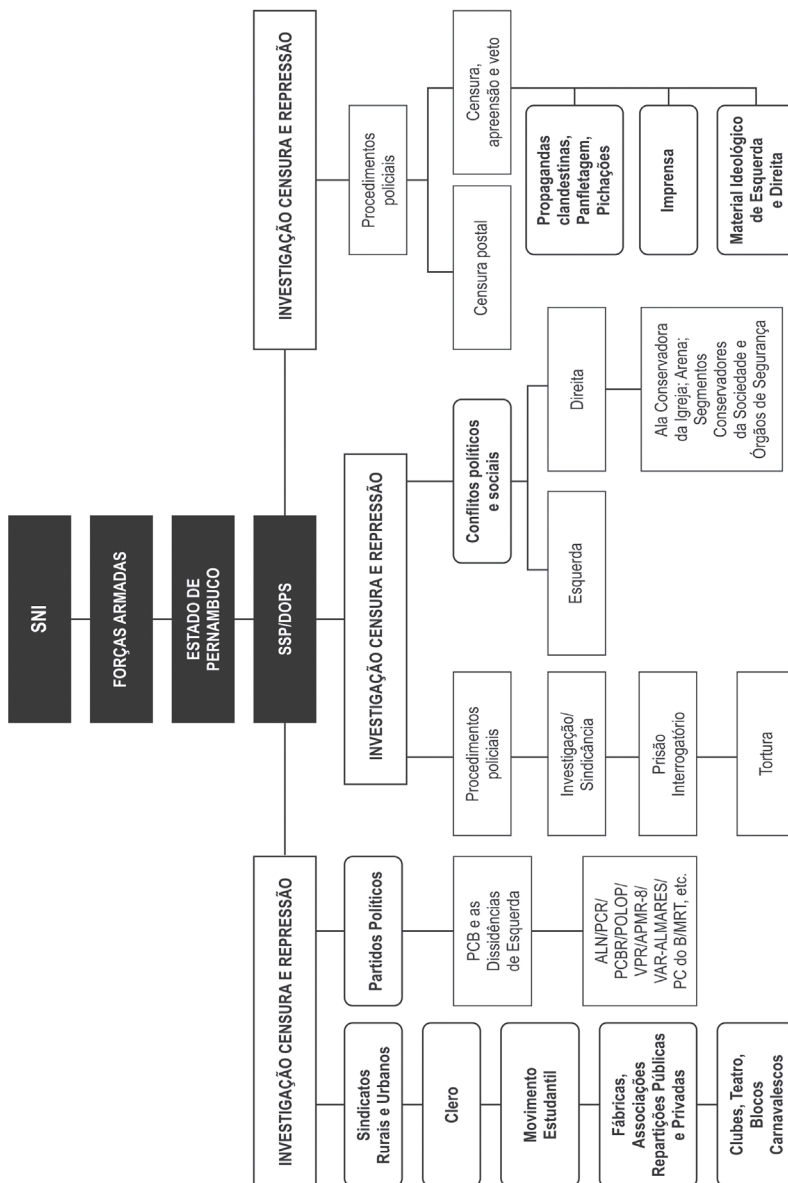 SNI
FORÇAS ARMADAS
ESTADO DE
PERNAMBUCO
SSP/DOPS
INVESTIGAÇÃO CENSURA E REPRESSÃO
Sindicatos
Rurais e Urbanos
Clero
Movimento
Estudantil
Fábricas,
Associações
Repartições Públicas
e Privadas
Clubes, Teatro,
Blocos
Carnavalescos
Partidos Políticos
PCB e as
Dissidências
de Esquerda
ALN/PCR/
PCBR/POLOP/
VPR/APMR-8/
VAR-ALMARES/
PC do B/MRT, etc.
INVESTIGAÇÃO CENSURA E REPRESSÃO
Procedimentos
policiais
Investigação/
Sindicância
Prisão
Interrogatório
Tortura
Conflitos políticos
e sociais
Esquerda
Direita
Ala Conservadora
da Igreja; Arena;
Segmentos
Conservadores
da Sociedade e
Órgãos de Segurança
INVESTIGAÇÃO CENSURA E REPRESSÃO
Procedimentos
policiais
Censura postal
Censura,
apreensão e veto
Propagandas
clandestinas,
Panfletagem,
Pichações
Imprensa
Material Ideológico
de Esquerda
e Direita